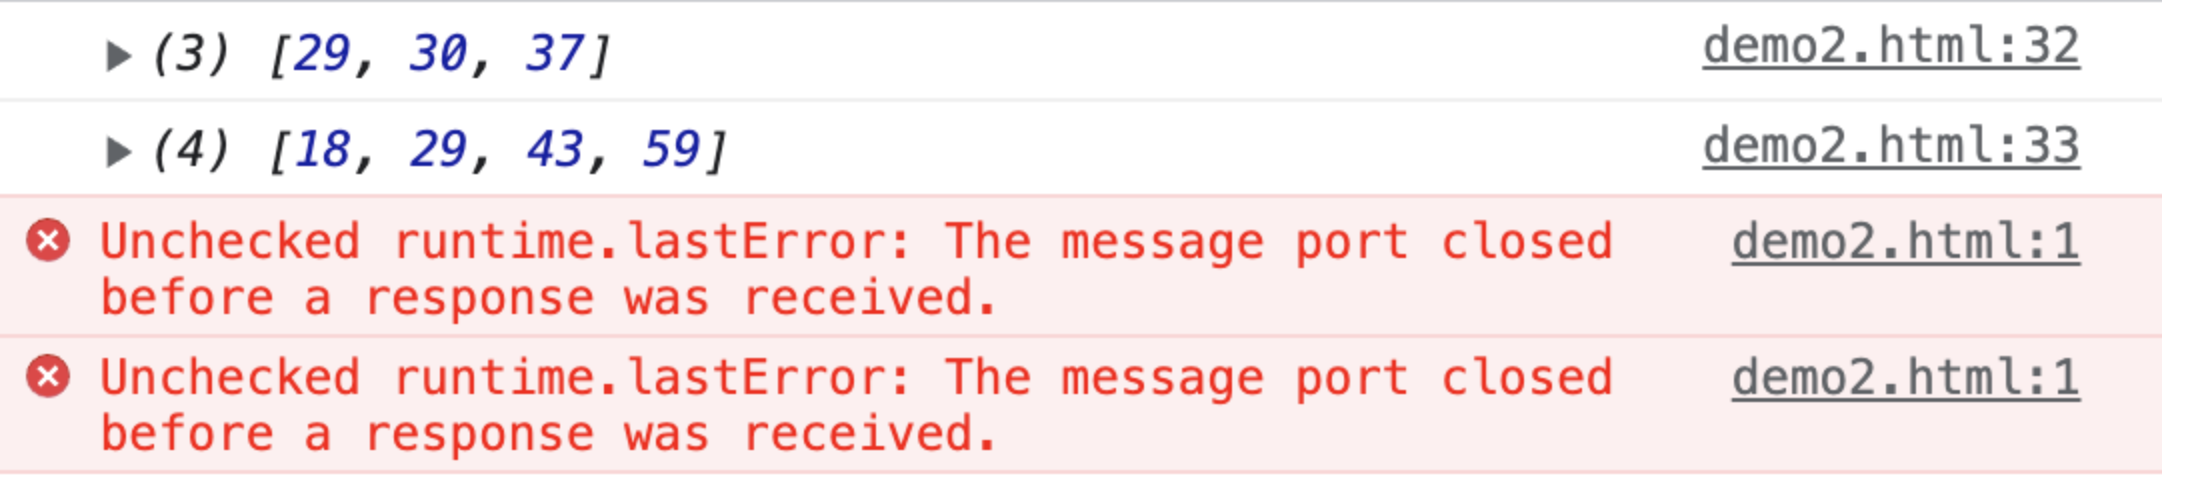 ▶ (3) [29, 30, 37] demo2.html:32
▶ (4) [18, 29, 43, 59] demo2.html:33
Unchecked runtime.lastError: The message port closed demo2.html:1
before a response was received.
Unchecked runtime.lastError: The message port closed demo2.html:1
before a response was received.